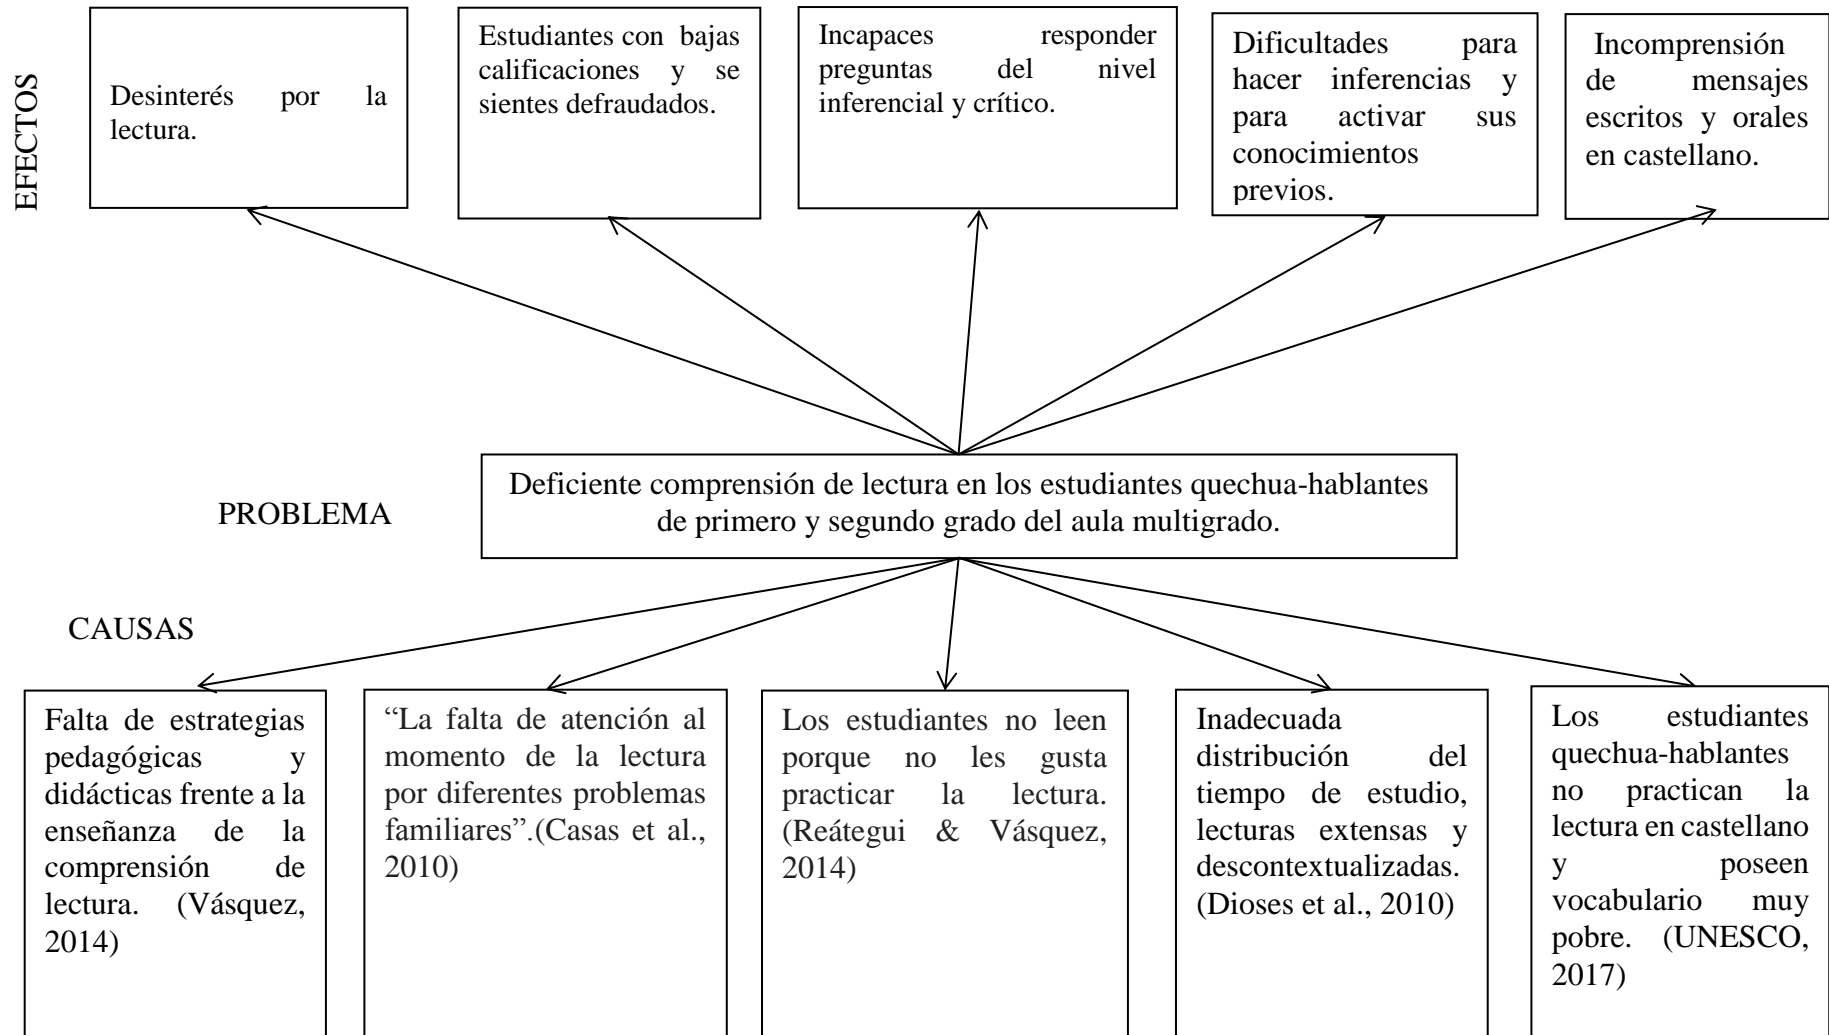 EFECTOS
Desinterés por la
lectura.
Estudiantes con bajas
calificaciones y se
sientes defraudados.
Incapaces responder
preguntas del nivel
inferencial y crítico.
Dificultades para
hacer inferencias y
para activar sus
conocimientos
previos.
Incomprensión
de mensajes
escritos y orales
en castellano.
PROBLEMA
Deficiente comprensión de lectura en los estudiantes quechua-hablantes
de primero y segundo grado del aula multigrado.
CAUSAS
Falta de estrategias
pedagógicas y
didácticas frente a la
enseñanza de la
comprensión de
lectura. (Vásquez,
2014)
“La falta de atención al
momento de la lectura
por diferentes problemas
familiares”.(Casas et al.,
2010)
Los estudiantes no leen
porque no les gusta
practicar la lectura.
(Reátegui & Vásquez,
2014)
Inadecuada
distribución del
tiempo de estudio,
lecturas extensas y
descontextualizadas.
(Dioses et al., 2010)
Los estudiantes
quechua-hablantes
no practican la
lectura en castellano
y poseen
vocabulario muy
pobre. (UNESCO,
2017)